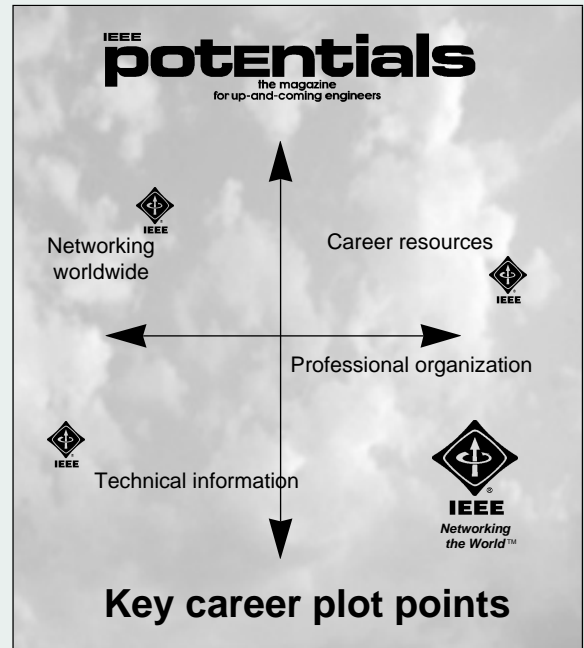 IEEE
potEntials
the magazine
for up-and-coming engineers
IEEE
Networking
worldwide
Career resources
IEEE
Professional organization
IEEE
Technical information
®
IEEE
Networking
the World™
Key career plot points